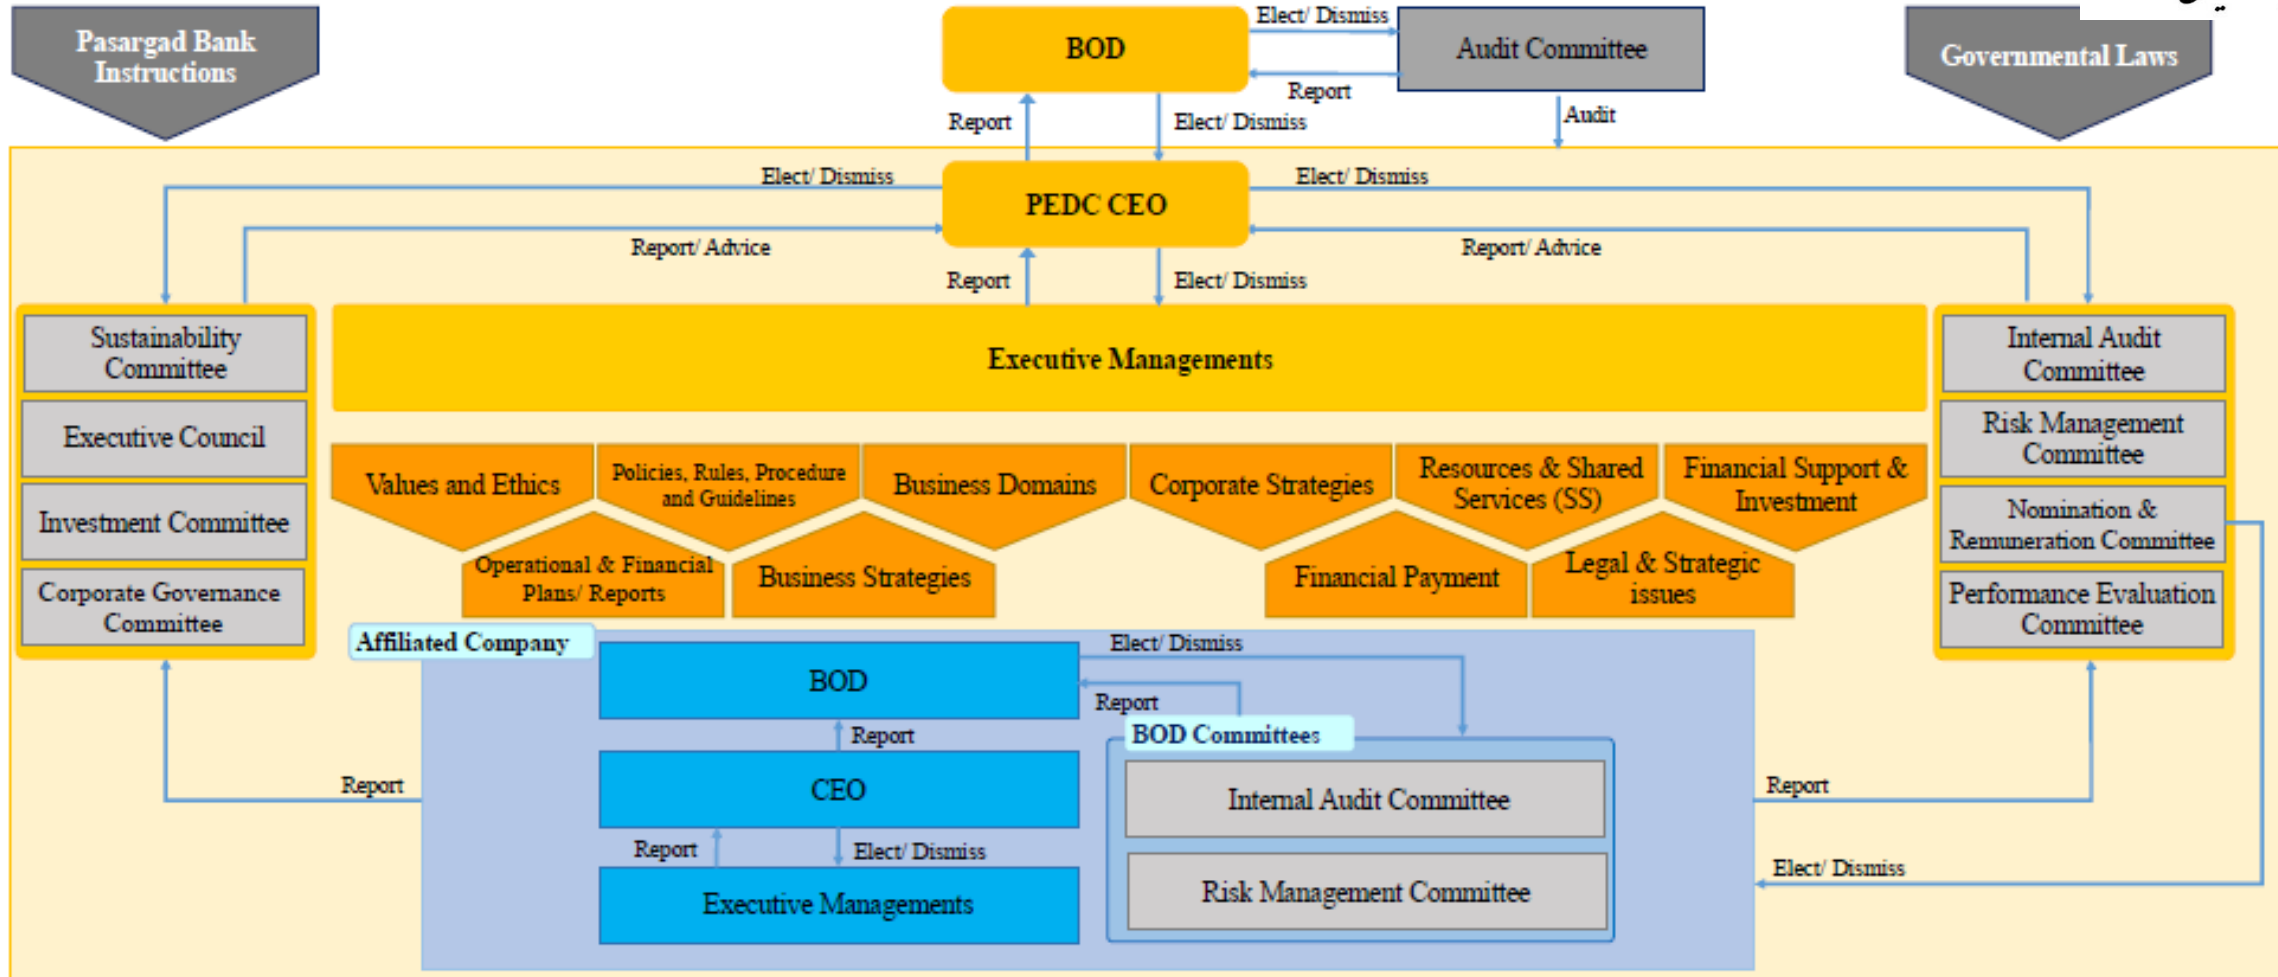 Pasargad Bank
Instructions
BOD
Elect/ Dismiss
Audit Committee
Report
Governmental Laws
Report
Elect/ Dismiss
Audit
Elect/ Dismiss
PEDC CEO
Elect/ Dismiss
Report/ Advice
Report/ Advice
Report
Elect/ Dismiss
Sustainability
Committee
Executive Council
Investment Committee
Corporate Governance
Committee
Executive Managements
Internal Audit
Committee
Risk Management
Committee
Nomination &
Remuneration Committee
Performance Evaluation
Committee
Values and Ethics
Policies, Rules, Procedure
and Guidelines
Business Domains
Corporate Strategies
Resources & Shared
Services (SS)
Financial Support &
Investment
Operational & Financial
Plans/ Reports
Business Strategies
Financial Payment
Legal & Strategic
issues
Affiliated Company
BOD
Elect/ Dismiss
Report
Report
BOD Committees
CEO
Internal Audit Committee
Report
Elect/ Dismiss
Executive Managements
Risk Management Committee
Report
Report
Elect/ Dismiss